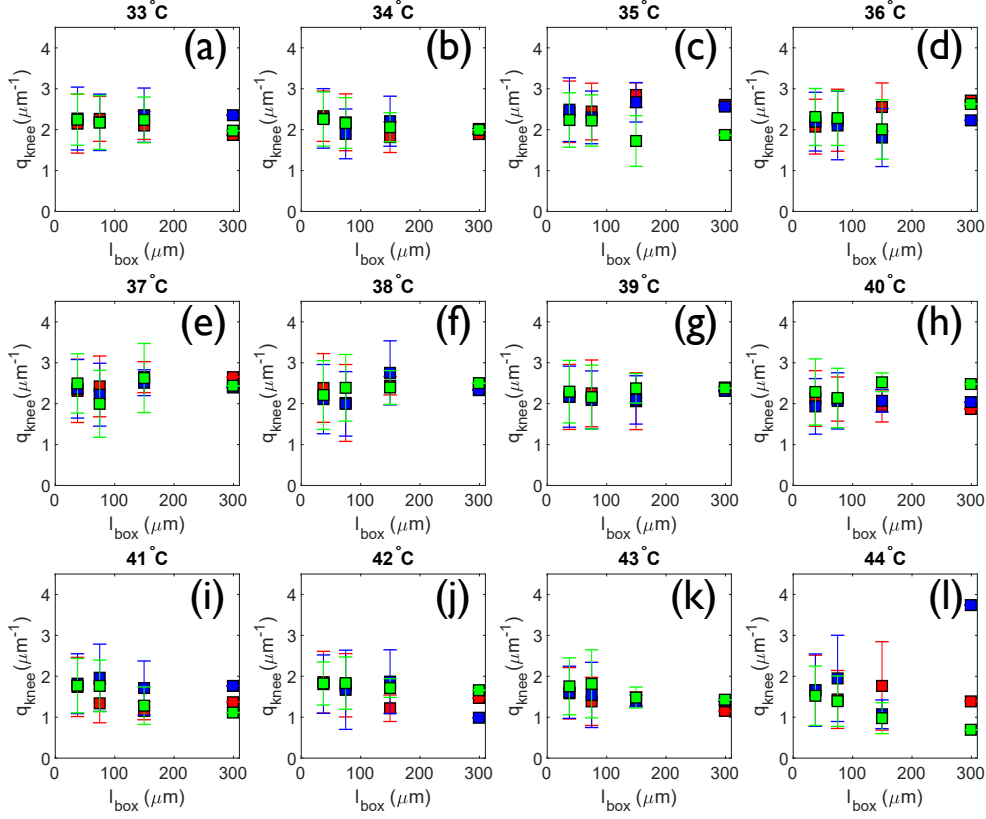 33°C 34°C 35°C 36°C
(a) (b) (c) (d)
q_knee (μm⁻¹) q_knee (μm⁻¹) q_knee (μm⁻¹) q_knee (μm⁻¹)
4 4 4 4
3 3 3 3
2 2 2 2
1 1 1 1
0 0 0 0
0 100 200 300 0 100 200 300 0 100 200 300 0 100 200 300
l_box (μm) l_box (μm) l_box (μm) l_box (μm)
37°C 38°C 39°C 40°C
(e) (f) (g) (h)
q_knee (μm⁻¹) q_knee (μm⁻¹) q_knee (μm⁻¹) q_knee (μm⁻¹)
4 4 4 4
3 3 3 3
2 2 2 2
1 1 1 1
0 0 0 0
0 100 200 300 0 100 200 300 0 100 200 300 0 100 200 300
l_box (μm) l_box (μm) l_box (μm) l_box (μm)
41°C 42°C 43°C 44°C
(i) (j) (k) (l)
q_knee (μm⁻¹) q_knee (μm⁻¹) q_knee (μm⁻¹) q_knee (μm⁻¹)
4 4 4 4
3 3 3 3
2 2 2 2
1 1 1 1
0 0 0 0
0 100 200 300 0 100 200 300 0 100 200 300 0 100 200 300
l_box (μm) l_box (μm) l_box (μm) l_box (μm)